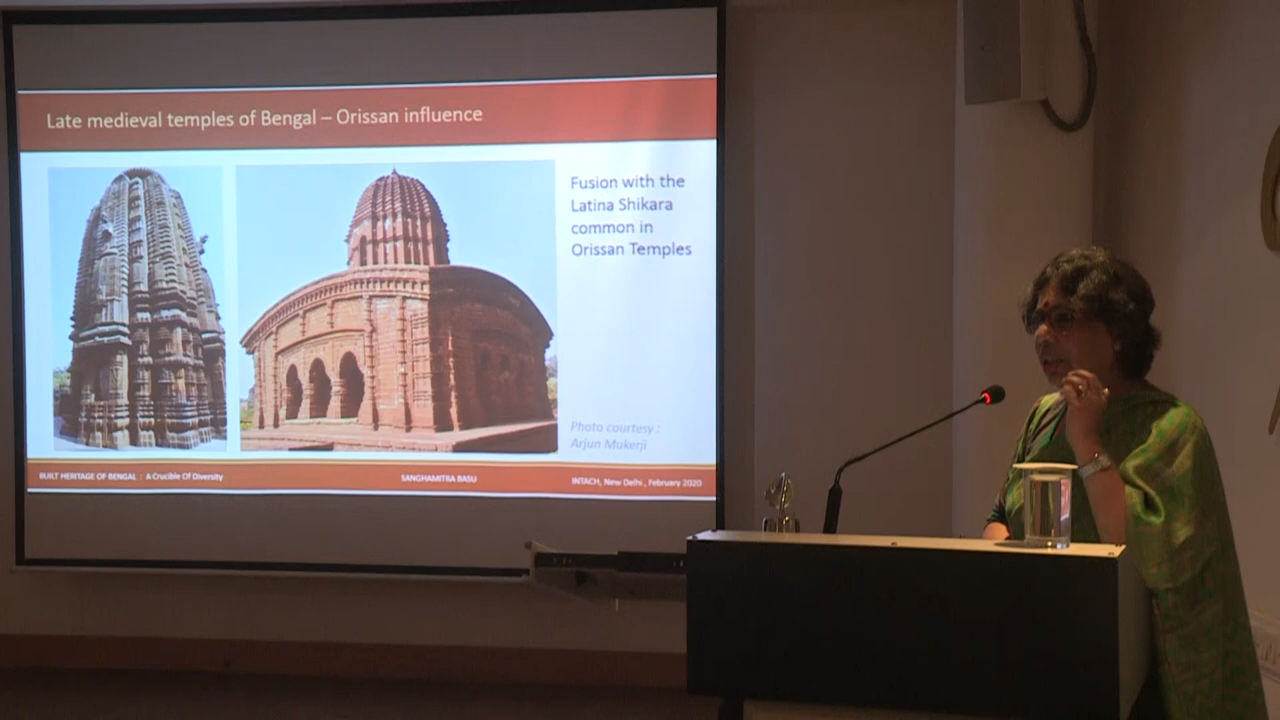 Late medieval temples of Bengal – Orissan influence
Fusion with the
Latina Shikara
common in
Orissan Temples
Photo courtesy :
Arjun Mukerji
BUILT HERITAGE OF BENGAL : A Crucible Of Diversity
SANGHAMITRA BASU
INTACH, New Delhi , February 2020